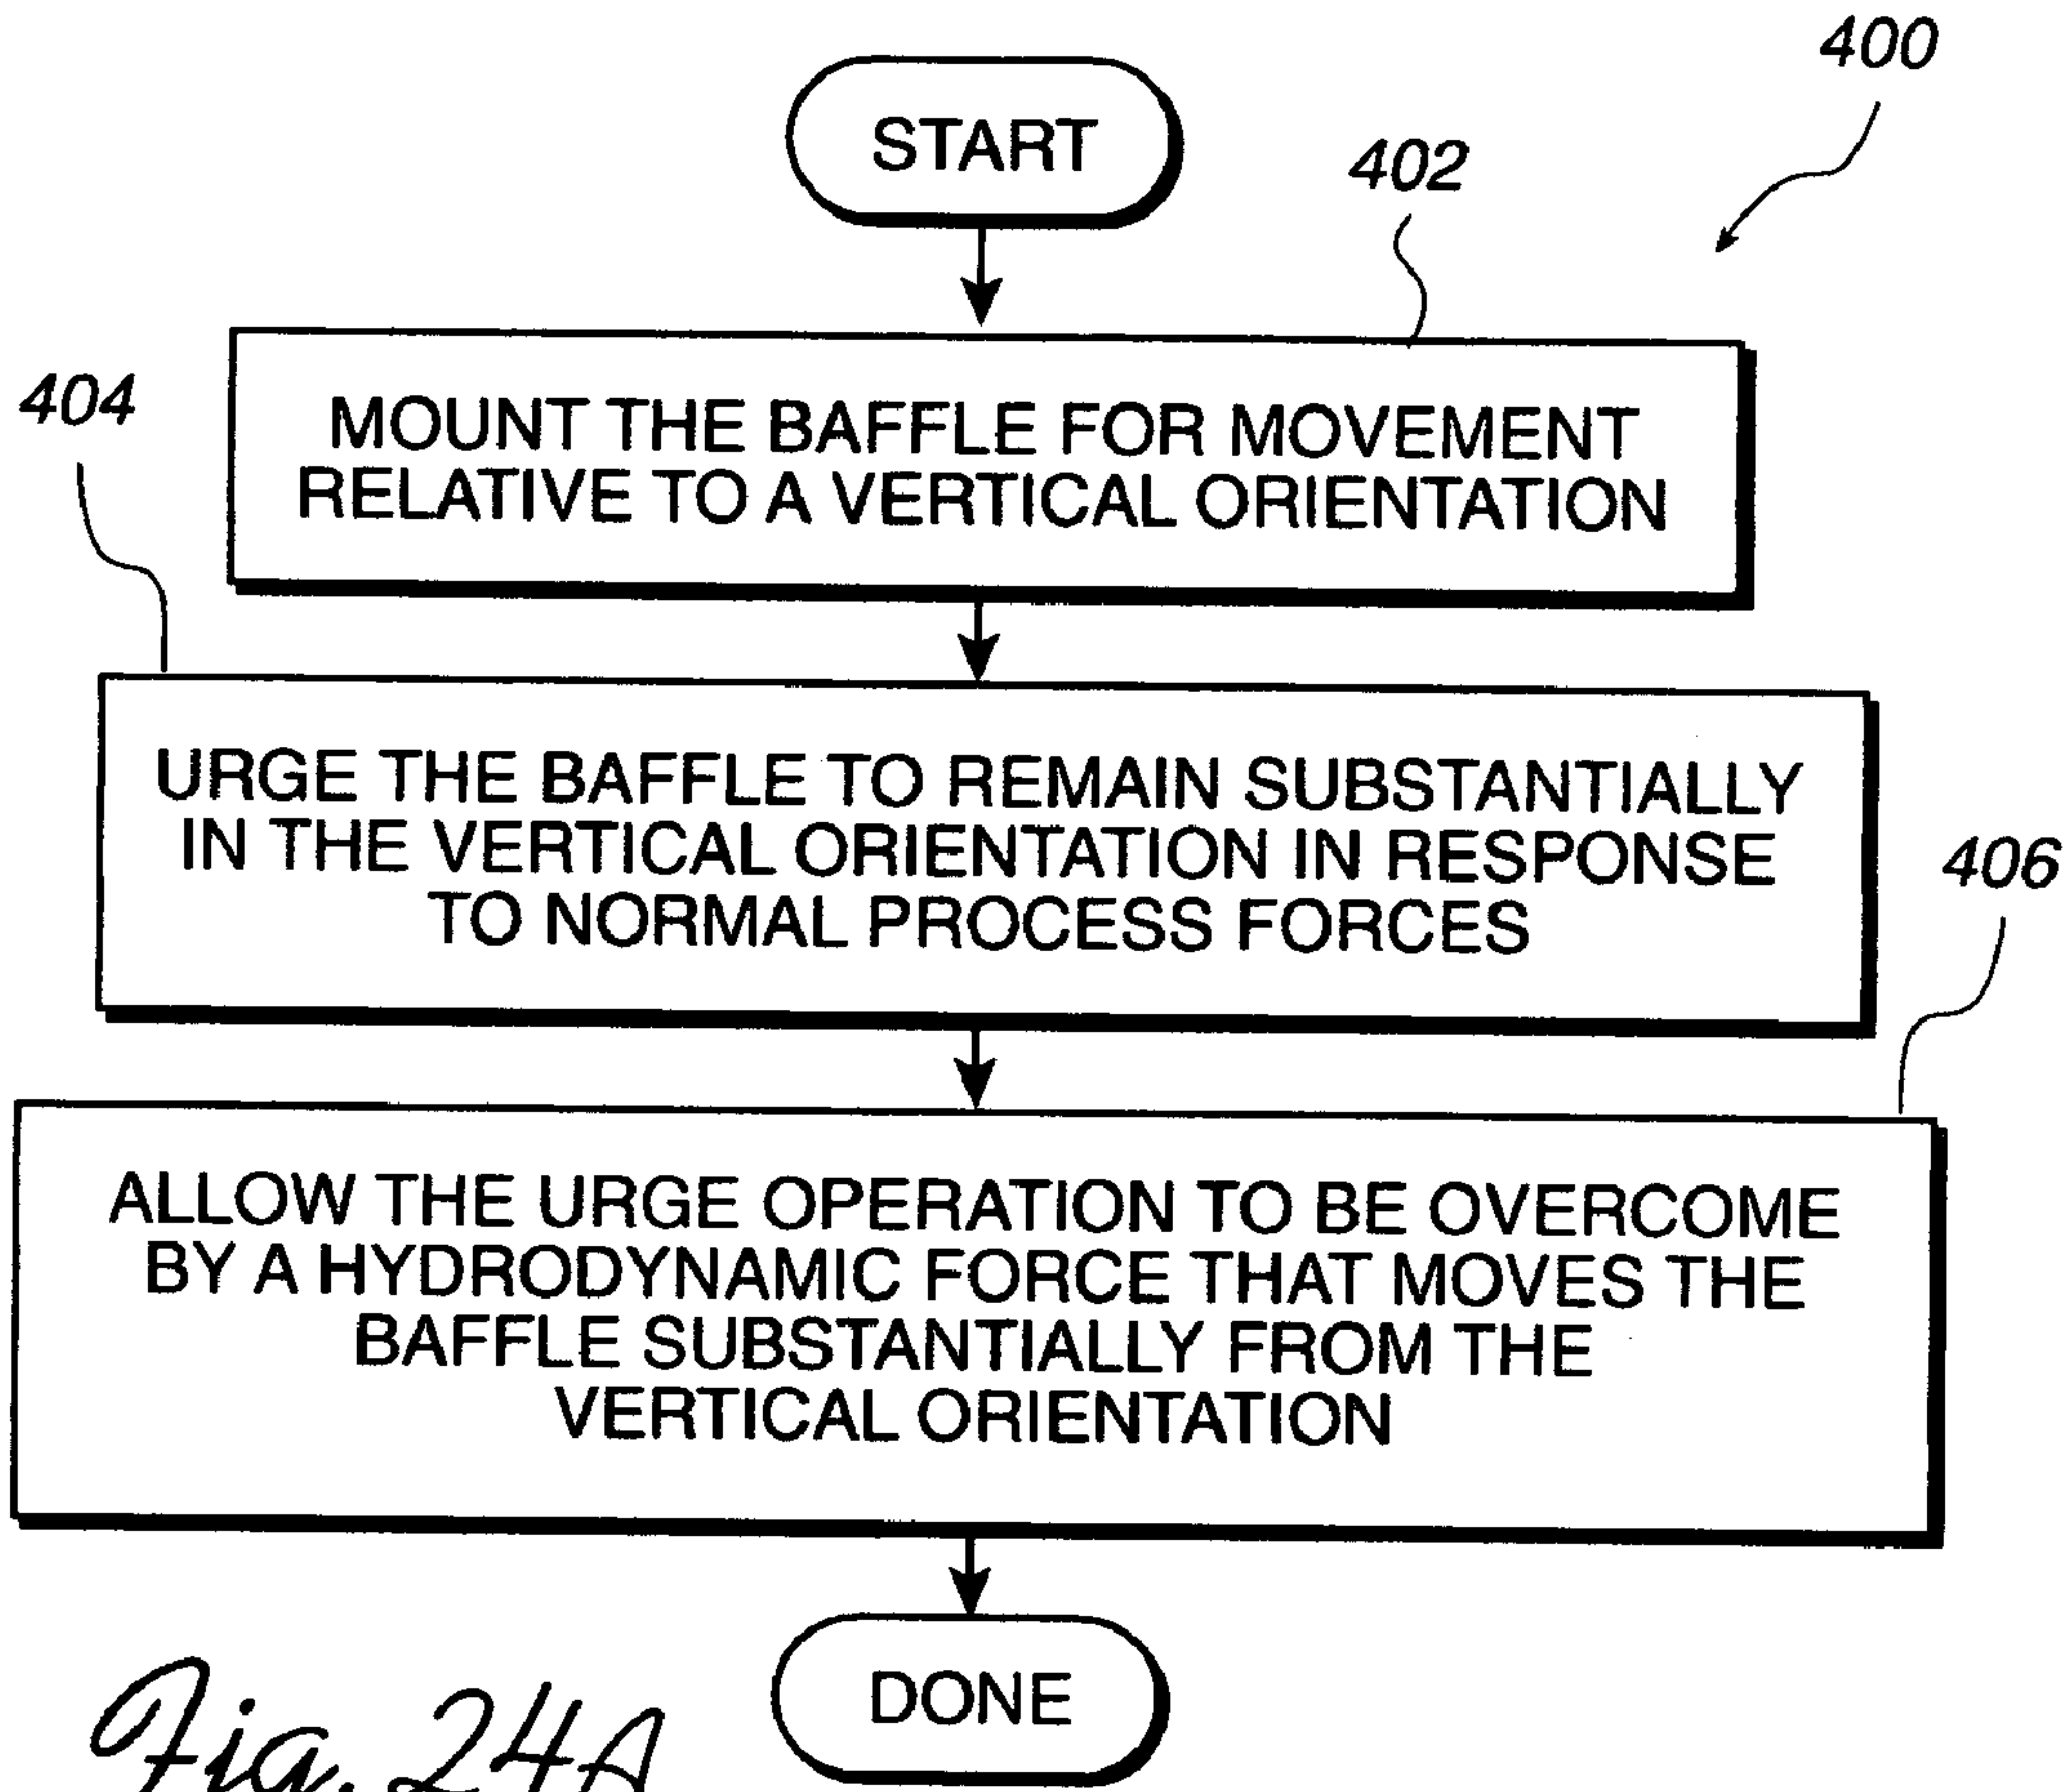 400
START
402
MOUNT THE BAFFLE FOR MOVEMENT
RELATIVE TO A VERTICAL ORIENTATION
404
URGE THE BAFFLE TO REMAIN SUBSTANTIALLY
IN THE VERTICAL ORIENTATION IN RESPONSE
TO NORMAL PROCESS FORCES
406
ALLOW THE URGE OPERATION TO BE OVERCOME
BY A HYDRODYNAMIC FORCE THAT MOVES THE
BAFFLE SUBSTANTIALLY FROM THE
VERTICAL ORIENTATION
DONE
Fig. 24A